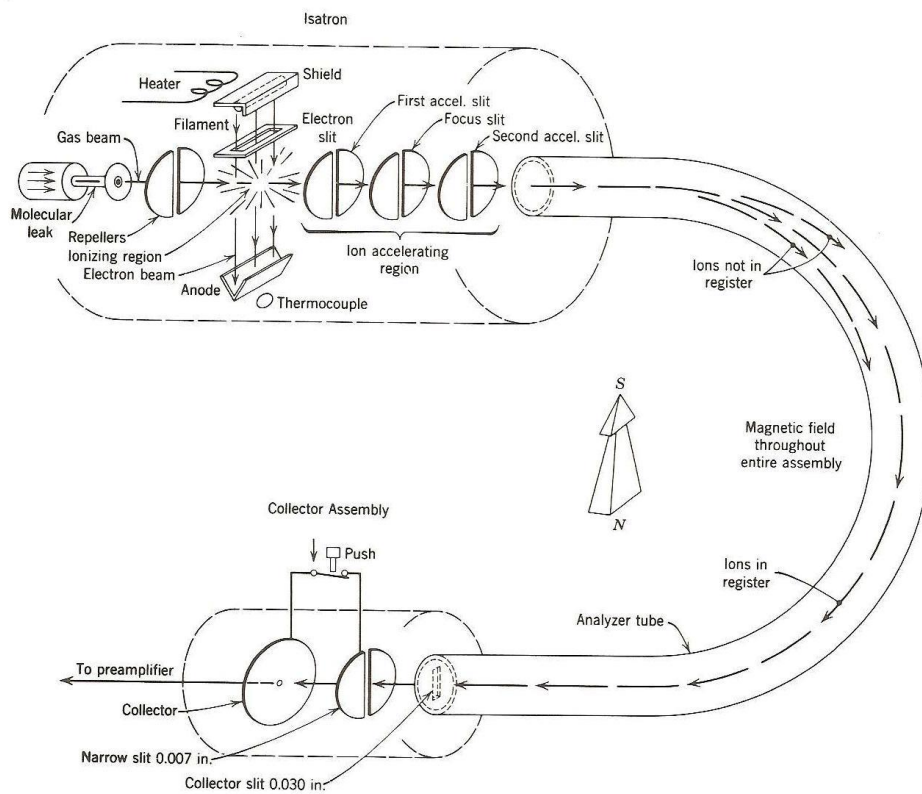 Isatron
Heater
Shield
Filament
Electron
slit
First accel. slit
Focus slit
Second accel. slit
Gas beam
Molecular
leak
Repellers
Ionizing region
Electron beam
Anode
Thermocouple
Ion accelerating
region
Ions not in
register
S
N
Magnetic field
throughout
entire assembly
Collector Assembly
Push
Ions in
register
Analyzer tube
To preamplifier
Collector
Narrow slit 0.007 in.
Collector slit 0.030 in.